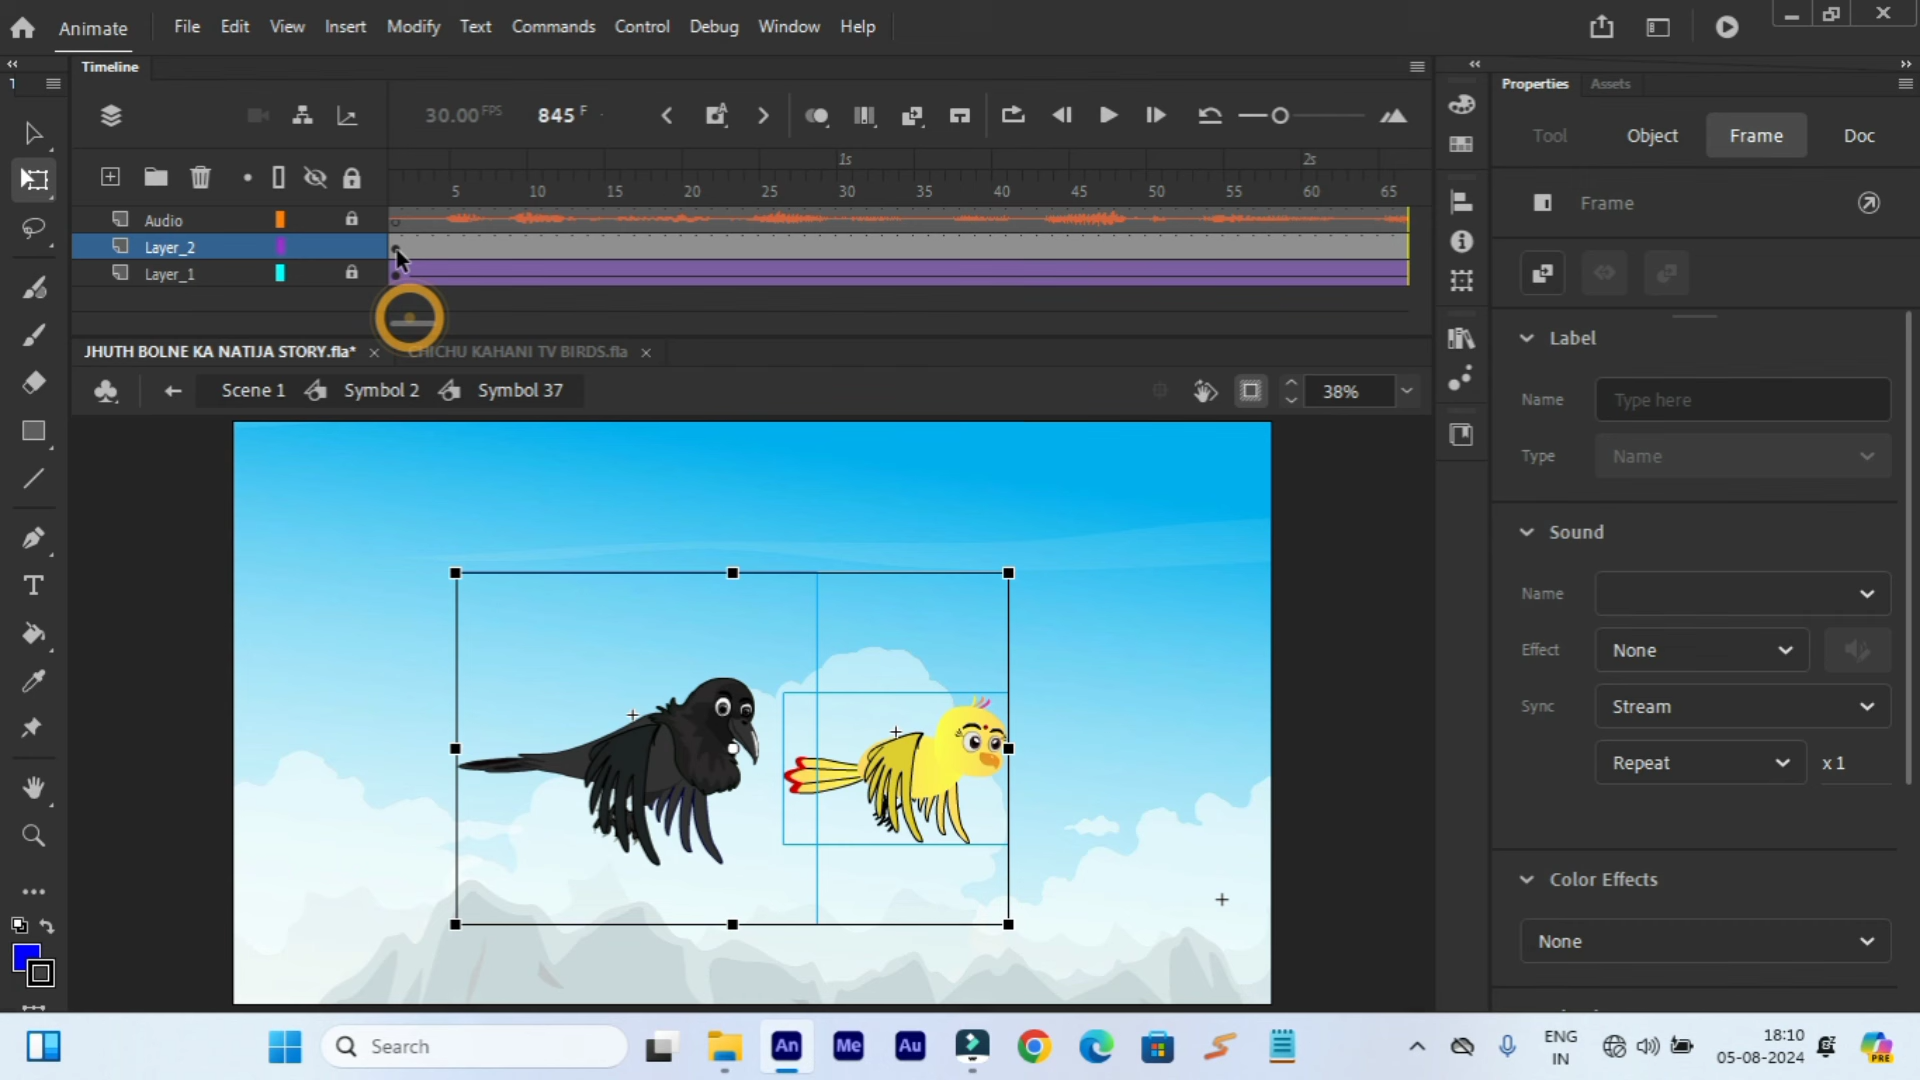 Animate File Edit View Insert Modify Text Commands Control Debug Window Help
Timeline
Properties Assets
30.00 FPS 845 F
Tool Object Frame Doc
1s 2s
5 10 15 20 25 30 35 40 45 50 55 60 65
Frame
Audio
Layer_2
Layer_1
Label
JHUTH BOLNE KA NATIJA STORY.fla* × CHICHU KAHANI TV BIRDS.fla ×
Scene 1 Symbol 2 Symbol 37 38%
Name Type here
Type Name
Sound
Name
Effect None
Sync Stream
Repeat x 1
Color Effects
None
Search
An Me Au
ENG
IN
18:10
05-08-2024
PRE